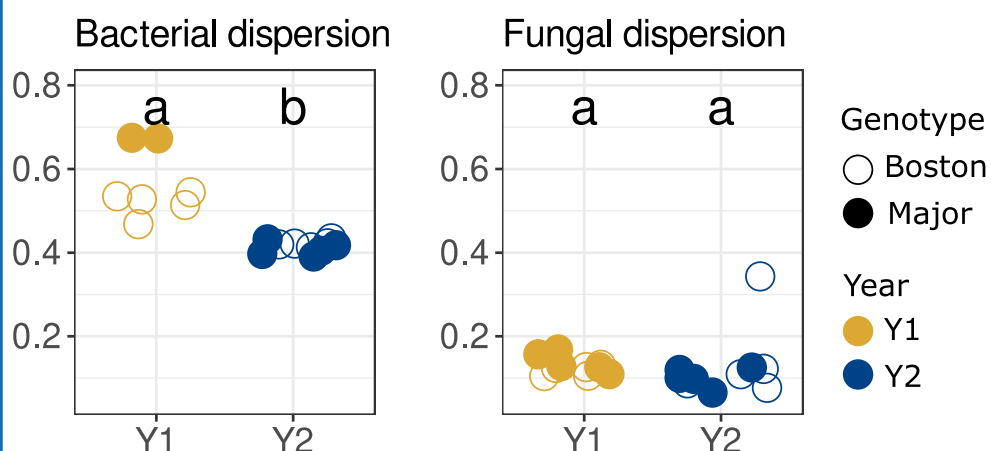 Bacterial dispersion
0.8
0.6
0.4
0.2
a
b
Y1
Y2
Fungal dispersion
0.8
0.6
0.4
0.2
a
a
Y1
Y2
Genotype
Boston
Major
Year
Y1
Y2